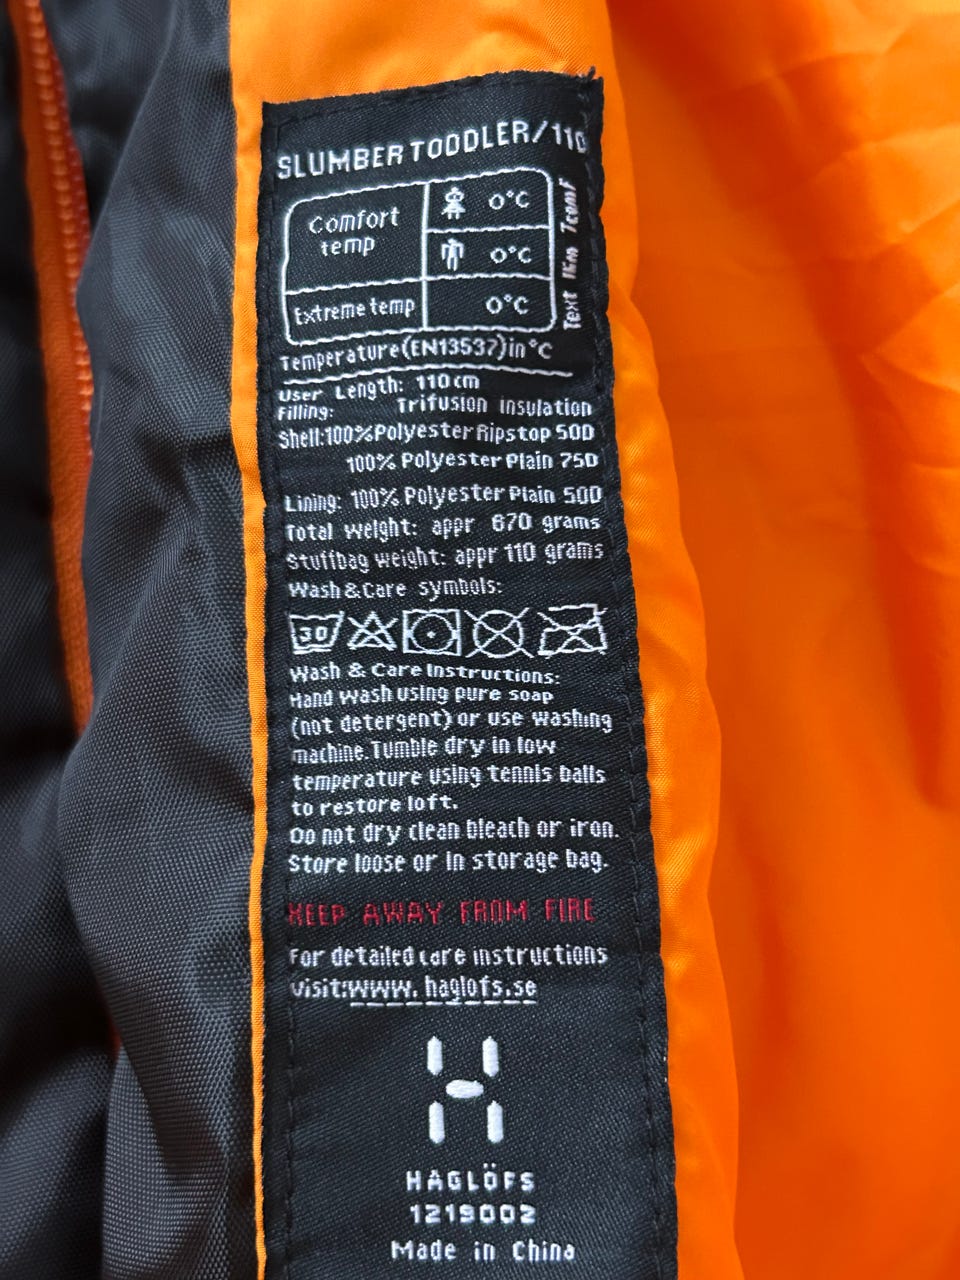 SLUMBER TODDLER/110
Comfort temp
0°C
0°C
Extreme temp
0°C
Text 1Km 7comF
Temperature(EN13537)in°C
User Length: 110cm
Filling: Trifusion Insulation
Shell:100%Polyester Ripstop 50D
100% Polyester Plain 75D
Lining: 100% Polyester Plain 50D
Total weight: appr 670 grams
Stuffbag weight: appr 110 grams
Wash&Care symbols:
30
Wash & Care Instructions:
Hand Wash using pure soap
(not detergent) or use washing
machine.Tumble dry in low
temperature using tennis balls
to restore loft.
Do not dry clean bleach or iron.
Store loose or in storage bag.
KEEP AWAY FROM FIRE
For detailed care instructions
visit:www.haglofs.se
HAGLÖFS
1219002
Made in China